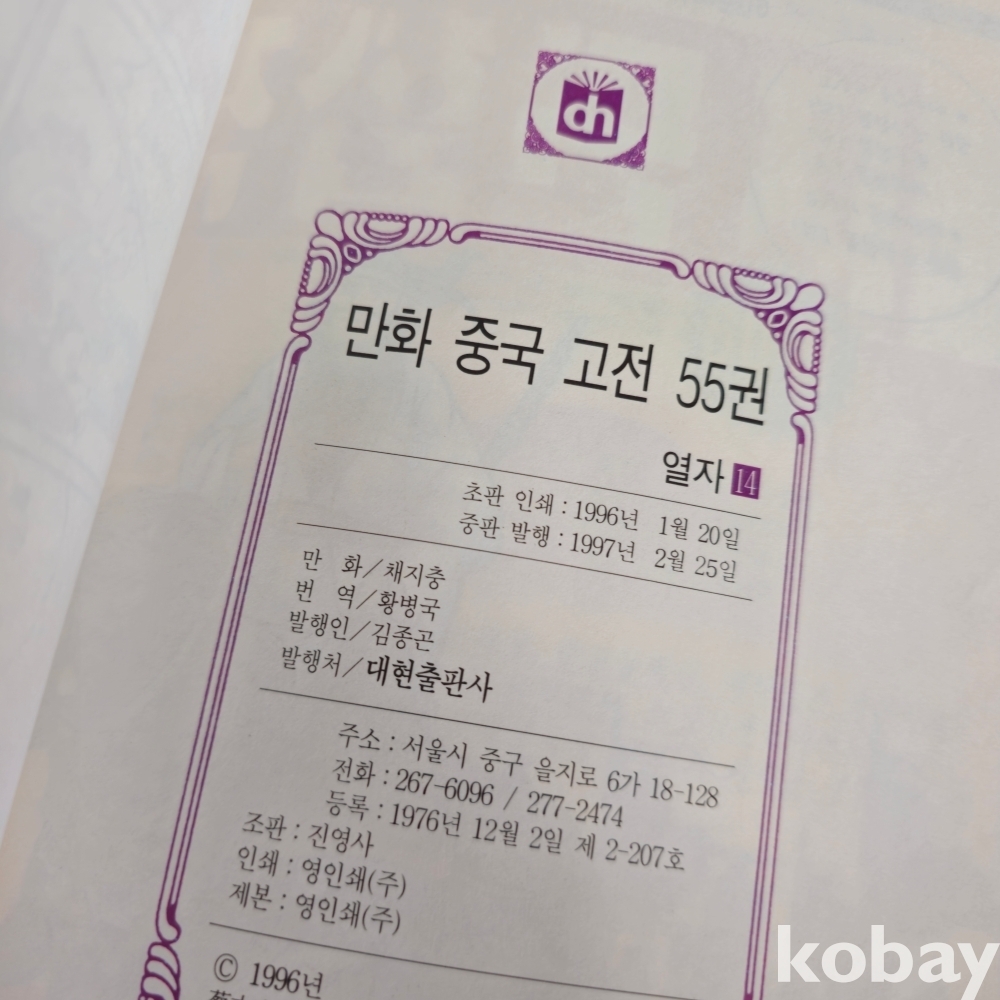 dh
만화 중국 고전 55권
열자 14
초판 인쇄 : 1996년 1월 20일
중판 발행 : 1997년 2월 25일
만 화/채지충
번 역/황병국
발행인/김종곤
발행처/대현출판사
주소 : 서울시 중구 을지로 6가 18-128
전화 : 267-6096 / 277-2474
등록 : 1976년 12월 2일 제 2-207호
조판 : 진영사
인쇄 : 영인쇄(주)
제본 : 영인쇄(주)
© 1996년
kobay